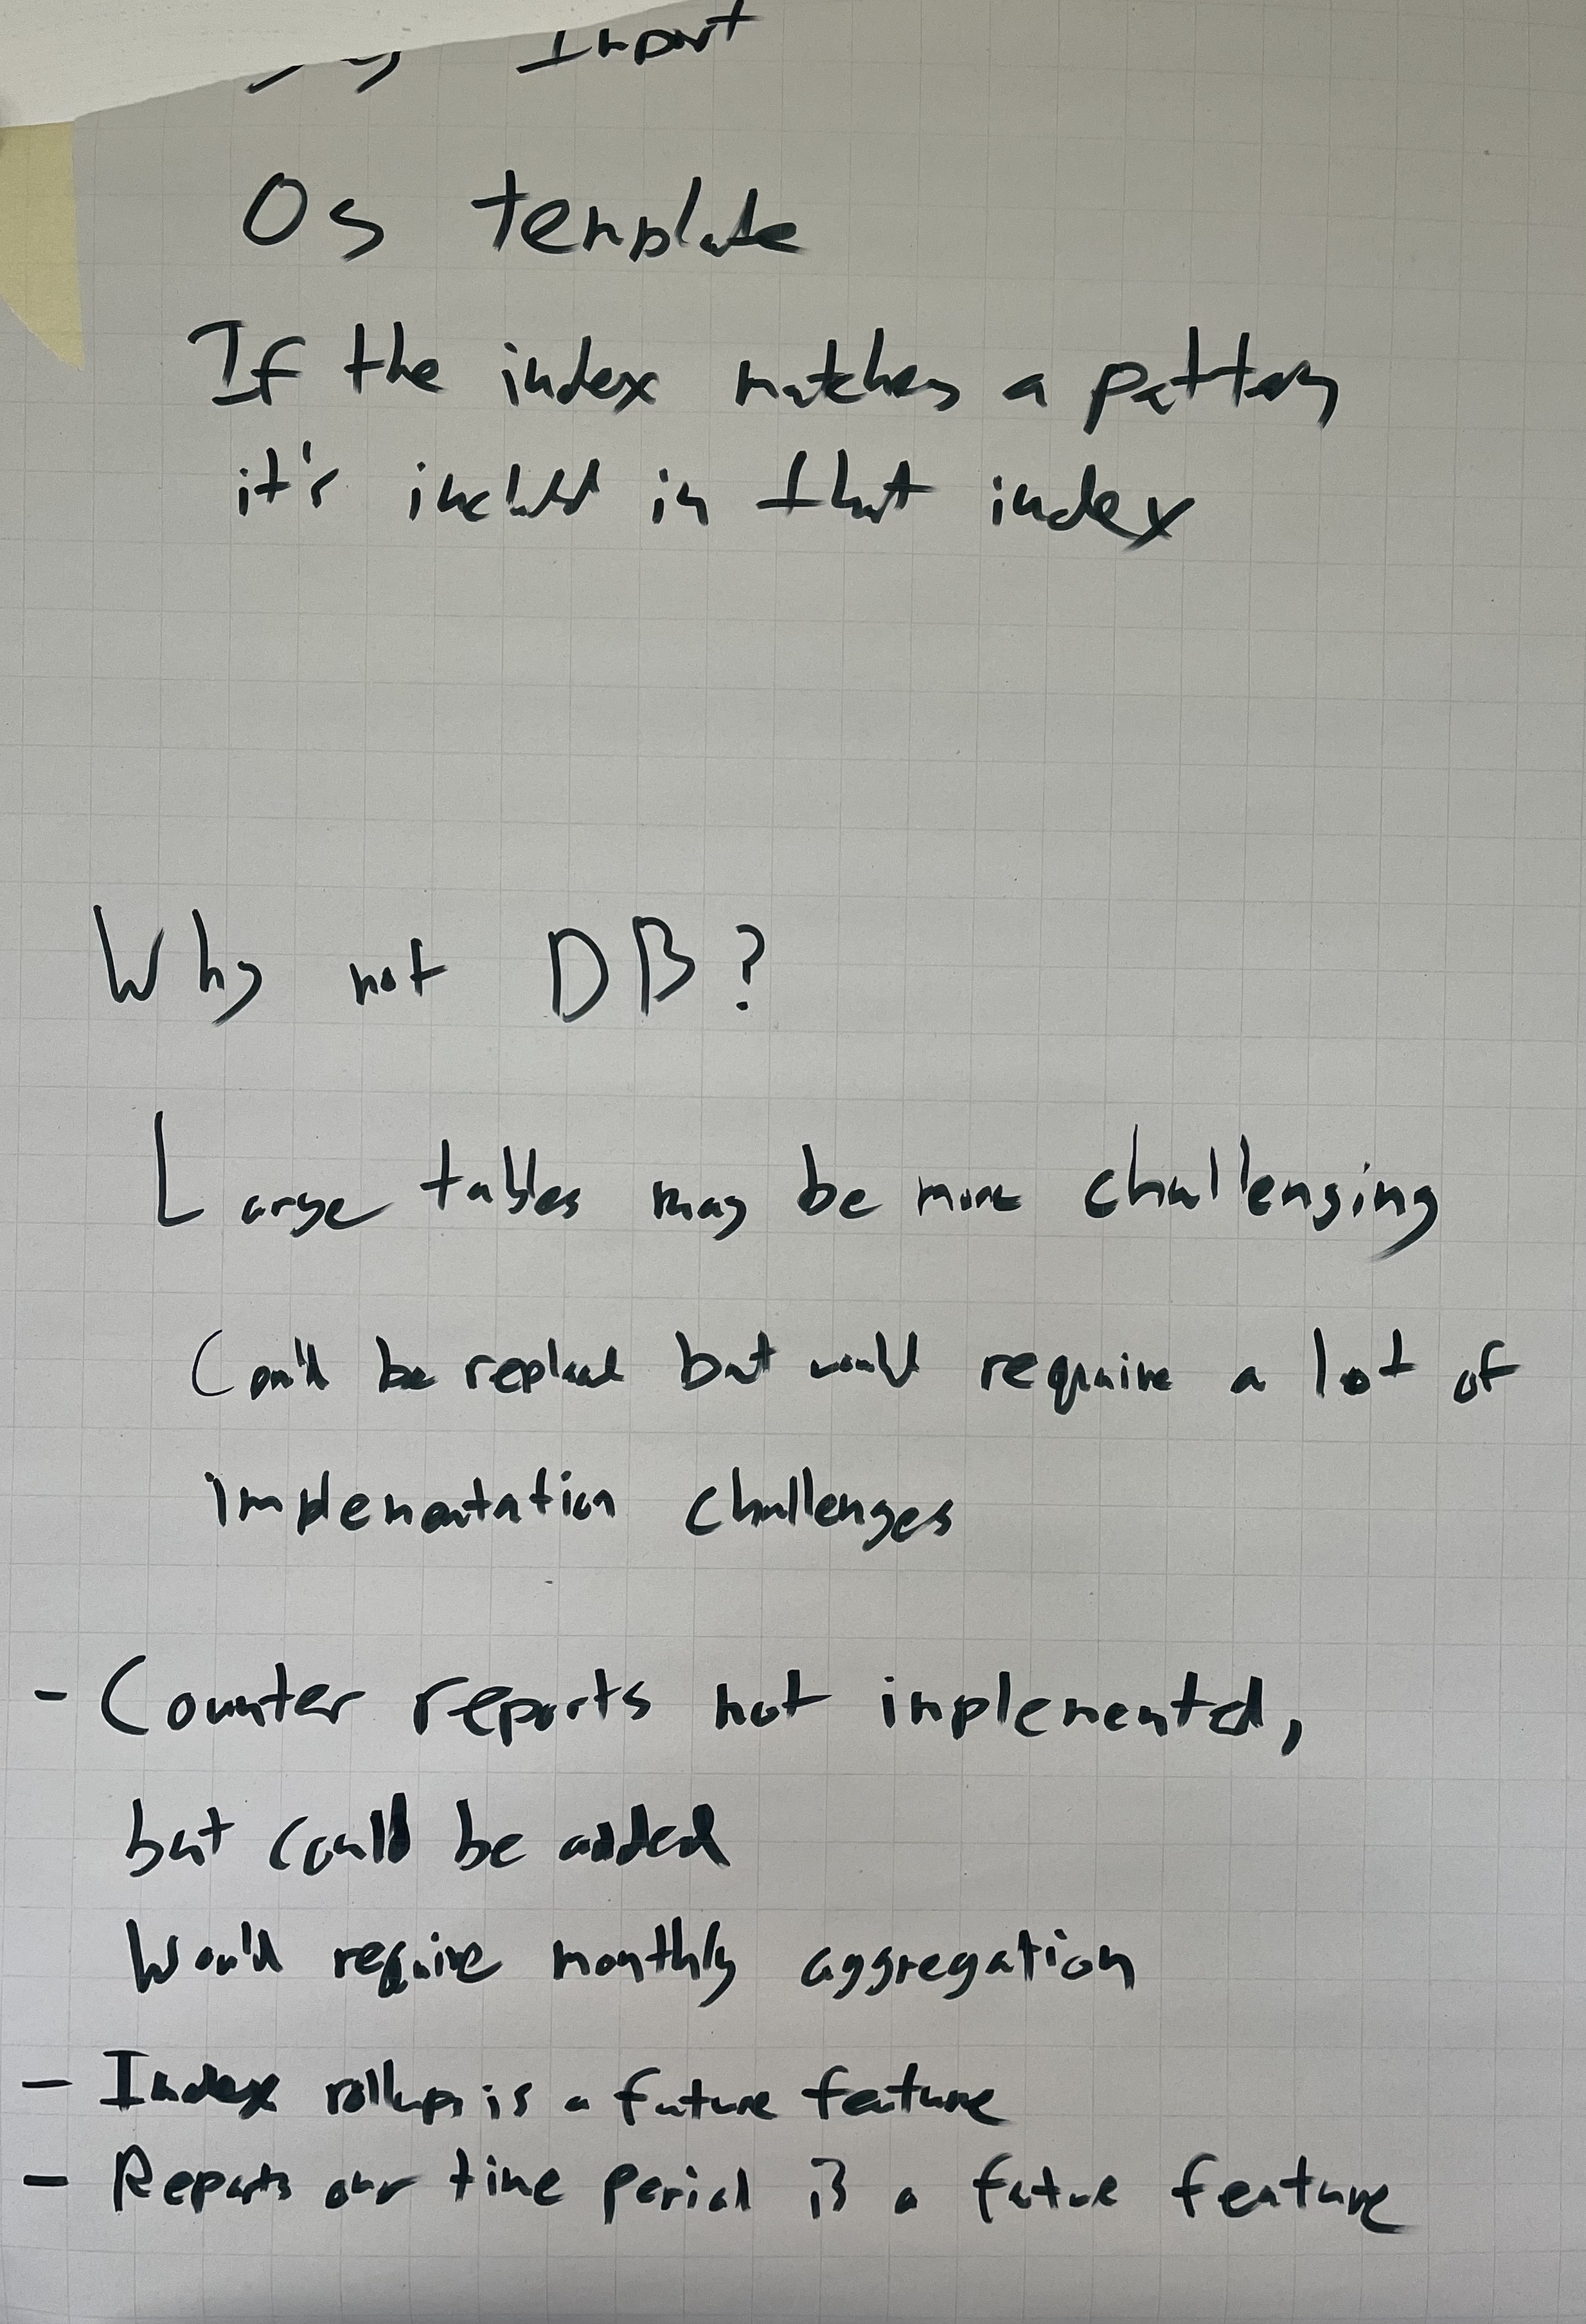 Import
OS template
If the index matches a pattern
it's included in that index
Why not DB?
Large tables may be more challenging
Could be replaced but would require a lot of
implementation challenges
- Counter reports not implemented,
but could be added
Would require monthly aggregation
- Index rollups is a future feature
- Reports over time period is a future feature